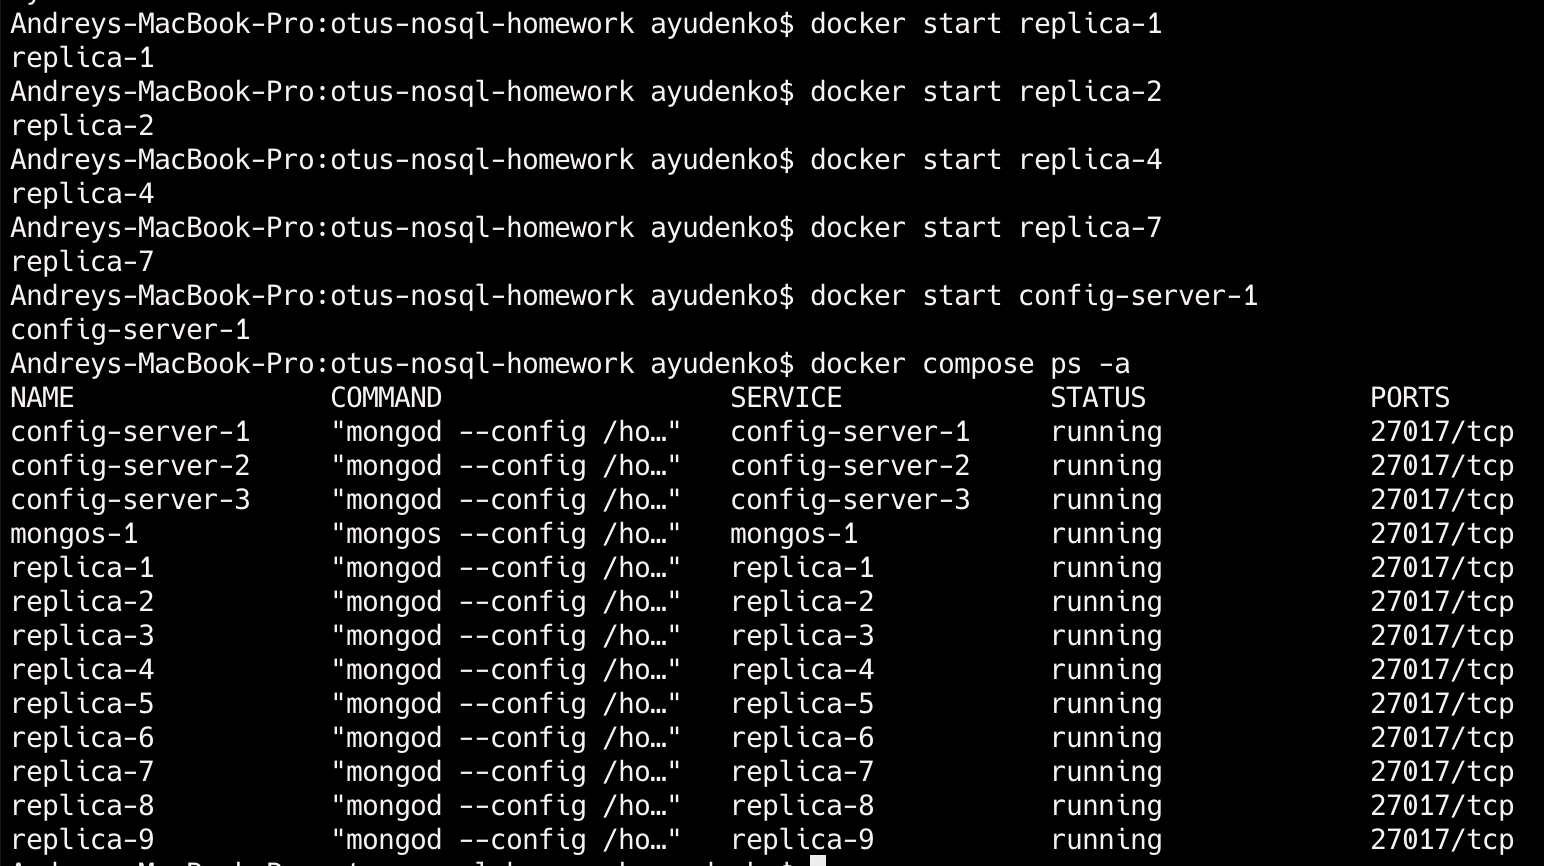 Andreys-MacBook-Pro:otus-nosql-homework ayudenko$ docker start replica-1
replica-1
Andreys-MacBook-Pro:otus-nosql-homework ayudenko$ docker start replica-2
replica-2
Andreys-MacBook-Pro:otus-nosql-homework ayudenko$ docker start replica-4
replica-4
Andreys-MacBook-Pro:otus-nosql-homework ayudenko$ docker start replica-7
replica-7
Andreys-MacBook-Pro:otus-nosql-homework ayudenko$ docker start config-server-1
config-server-1
Andreys-MacBook-Pro:otus-nosql-homework ayudenko$ docker compose ps -a
NAME COMMAND SERVICE STATUS PORTS
config-server-1 "mongod --config /ho…" config-server-1 running 27017/tcp
config-server-2 "mongod --config /ho…" config-server-2 running 27017/tcp
config-server-3 "mongod --config /ho…" config-server-3 running 27017/tcp
mongos-1 "mongos --config /ho…" mongos-1 running 27017/tcp
replica-1 "mongod --config /ho…" replica-1 running 27017/tcp
replica-2 "mongod --config /ho…" replica-2 running 27017/tcp
replica-3 "mongod --config /ho…" replica-3 running 27017/tcp
replica-4 "mongod --config /ho…" replica-4 running 27017/tcp
replica-5 "mongod --config /ho…" replica-5 running 27017/tcp
replica-6 "mongod --config /ho…" replica-6 running 27017/tcp
replica-7 "mongod --config /ho…" replica-7 running 27017/tcp
replica-8 "mongod --config /ho…" replica-8 running 27017/tcp
replica-9 "mongod --config /ho…" replica-9 running 27017/tcp